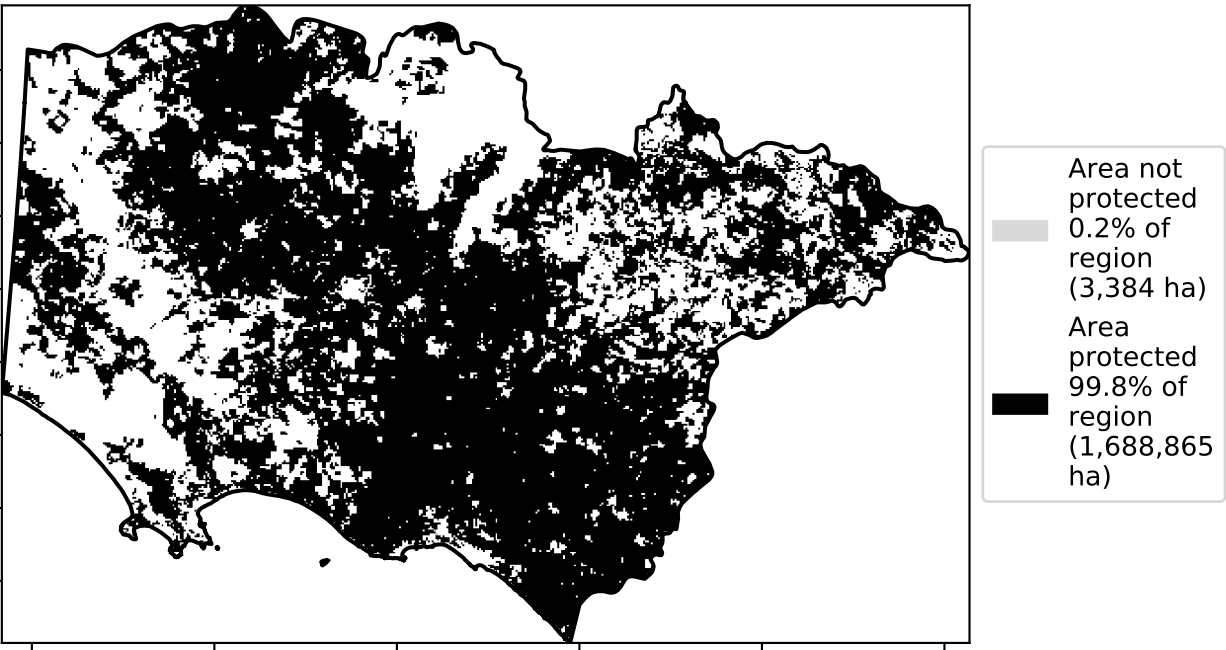 Area not
protected
0.2% of
region
(3,384 ha)
Area
protected
99.8% of
region
(1,688,865
ha)